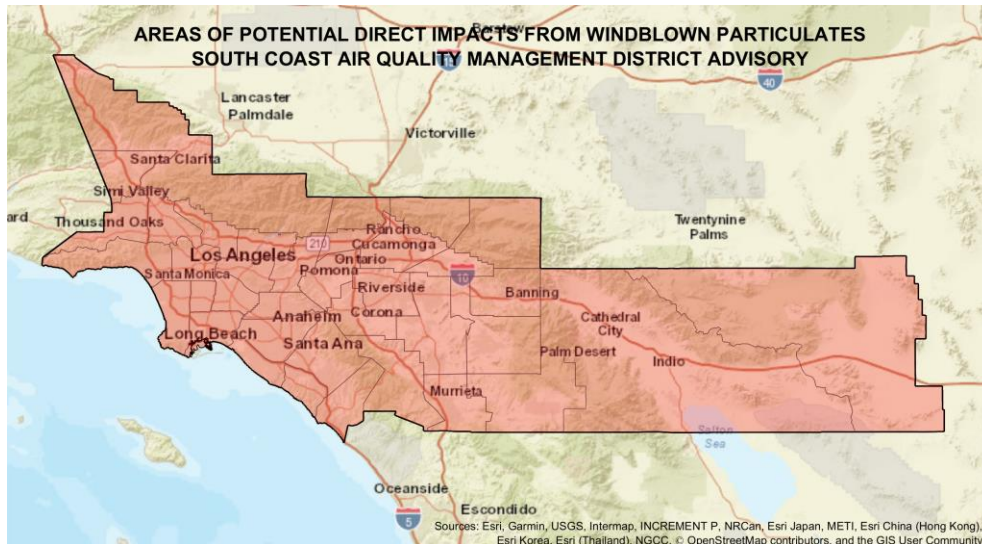 AREAS OF POTENTIAL DIRECT IMPACTS FROM WINDBLOWN PARTICULATES
SOUTH COAST AIR QUALITY MANAGEMENT DISTRICT ADVISORY
Barstow
15
40
Lancaster
Palmdale
Victorville
Santa Clarita
Simi Valley
ard
Thousand Oaks
Twentynine
Palms
Rancho
Cucamonga
210
Los Angeles
Ontario
Pomona
Santa Monica
10
Riverside
Banning
Anaheim
Corona
Cathedral
City
Long Beach
Santa Ana
Palm Desert
Indio
Murrieta
Salton
Sea
Oceanside
5
Escondido
Sources: Esri, Garmin, USGS, Intermap, INCREMENT P, NRCan, Esri Japan, METI, Esri China (Hong Kong),
Esri Korea, Esri (Thailand), NGCC, © OpenStreetMap contributors, and the GIS User Community